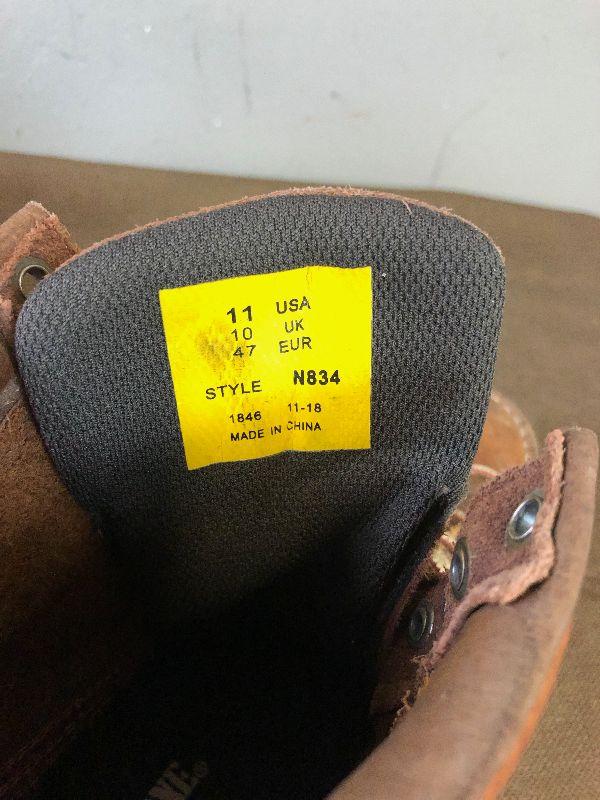 11 USA
10 UK
47 EUR
STYLE N834
1846 11-18
MADE IN CHINA